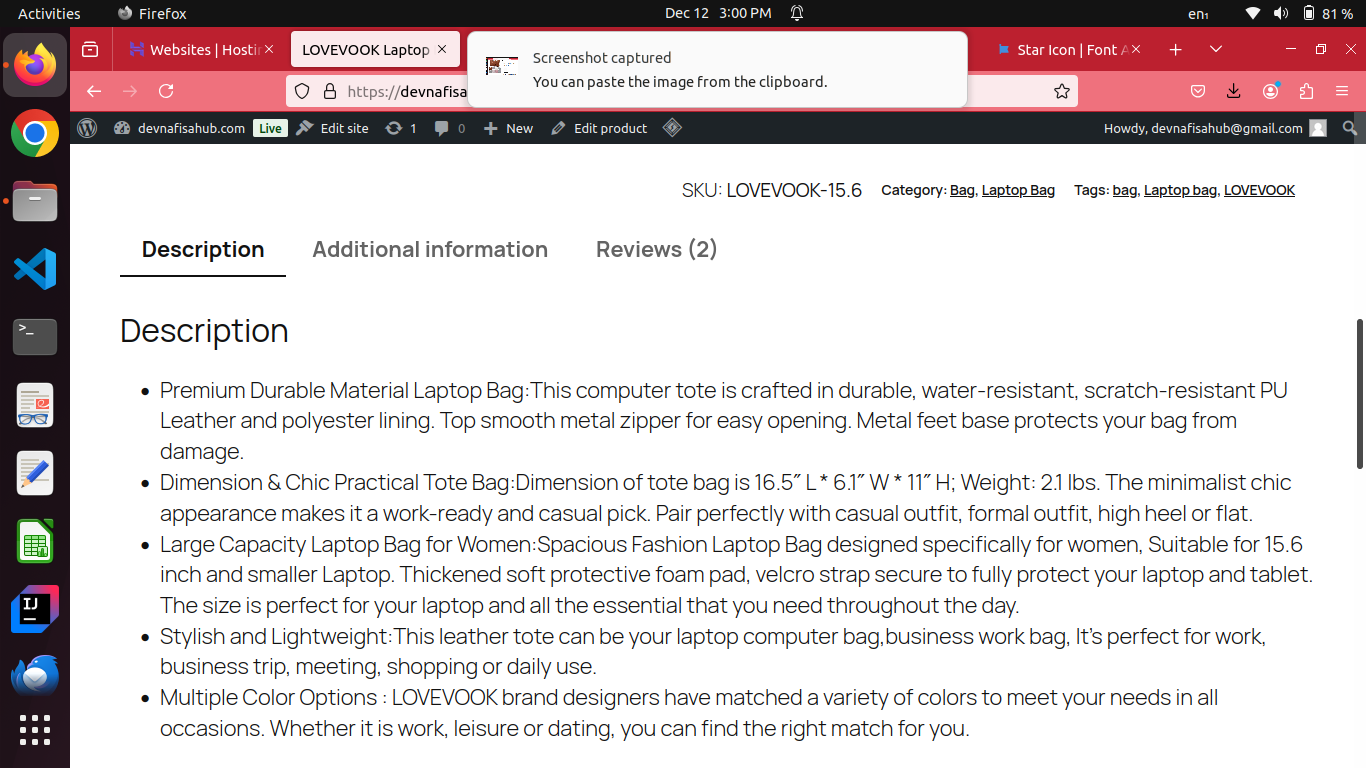 Activities Firefox Dec 12 3:00 PM en₁ 81 %
Websites | Hostin LOVEVOOK Laptop Star Icon | Font A
Screenshot captured
You can paste the image from the clipboard.
https://devnafisa
devnafisahub.com Live Edit site 1 0 New Edit product Howdy, devnafisahub@gmail.com
SKU: LOVEVOOK-15.6 Category: Bag, Laptop Bag Tags: bag, Laptop bag, LOVEVOOK
Description Additional information Reviews (2)
Description
• Premium Durable Material Laptop Bag:This computer tote is crafted in durable, water-resistant, scratch-resistant PU
Leather and polyester lining. Top smooth metal zipper for easy opening. Metal feet base protects your bag from
damage.
• Dimension & Chic Practical Tote Bag:Dimension of tote bag is 16.5″ L * 6.1″ W * 11″ H; Weight: 2.1 lbs. The minimalist chic
appearance makes it a work-ready and casual pick. Pair perfectly with casual outfit, formal outfit, high heel or flat.
• Large Capacity Laptop Bag for Women:Spacious Fashion Laptop Bag designed specifically for women, Suitable for 15.6
inch and smaller Laptop. Thickened soft protective foam pad, velcro strap secure to fully protect your laptop and tablet.
The size is perfect for your laptop and all the essential that you need throughout the day.
• Stylish and Lightweight:This leather tote can be your laptop computer bag,business work bag, It's perfect for work,
business trip, meeting, shopping or daily use.
• Multiple Color Options : LOVEVOOK brand designers have matched a variety of colors to meet your needs in all
occasions. Whether it is work, leisure or dating, you can find the right match for you.